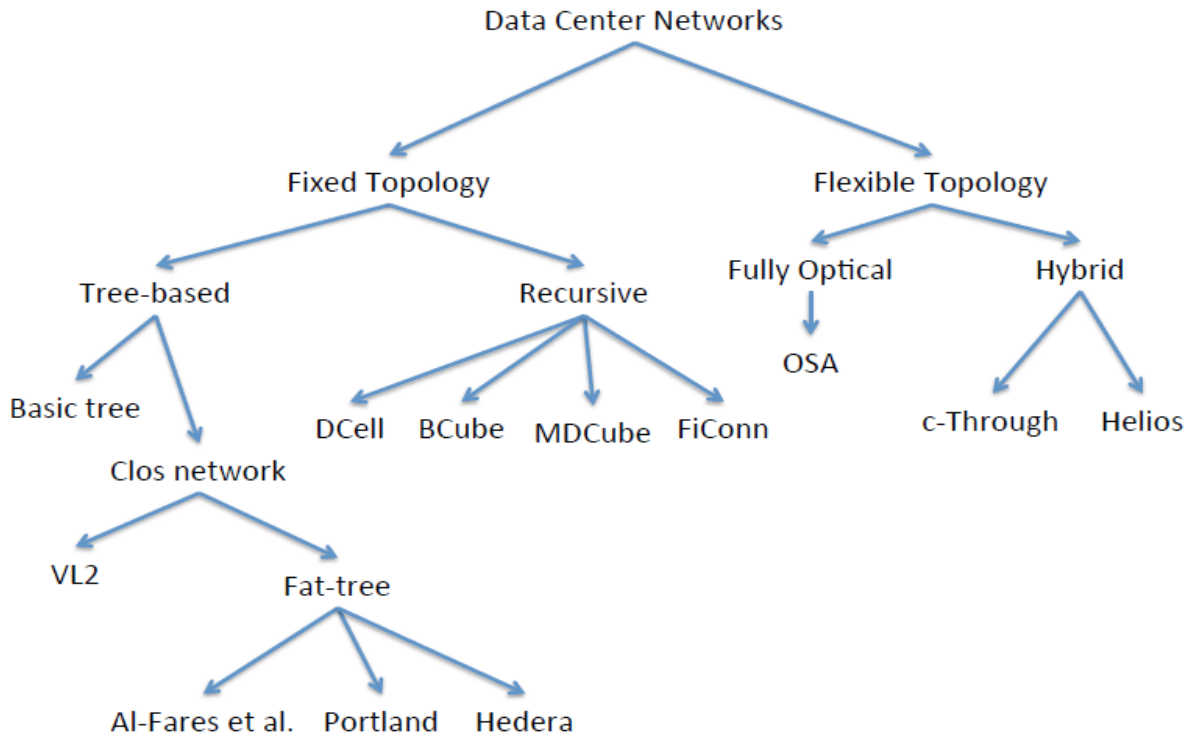 Data Center Networks
Fixed Topology
Flexible Topology
Tree-based
Recursive
Fully Optical
Hybrid
Basic tree
DCell
BCube
MDCube
FiConn
OSA
c-Through
Helios
Clos network
VL2
Fat-tree
Al-Fares et al.
Portland
Hedera